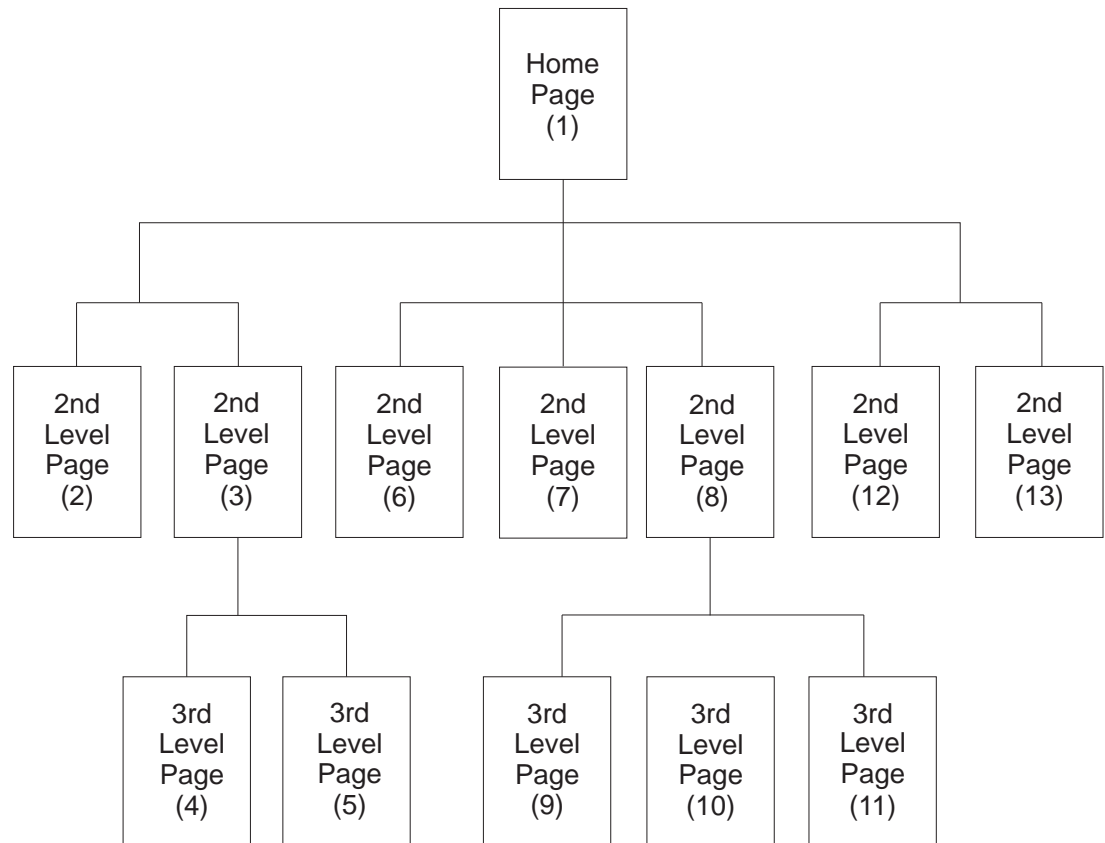 Home
Page
(1)
2nd
Level
Page
(2)
2nd
Level
Page
(3)
2nd
Level
Page
(6)
2nd
Level
Page
(7)
2nd
Level
Page
(8)
2nd
Level
Page
(12)
2nd
Level
Page
(13)
3rd
Level
Page
(4)
3rd
Level
Page
(5)
3rd
Level
Page
(9)
3rd
Level
Page
(10)
3rd
Level
Page
(11)